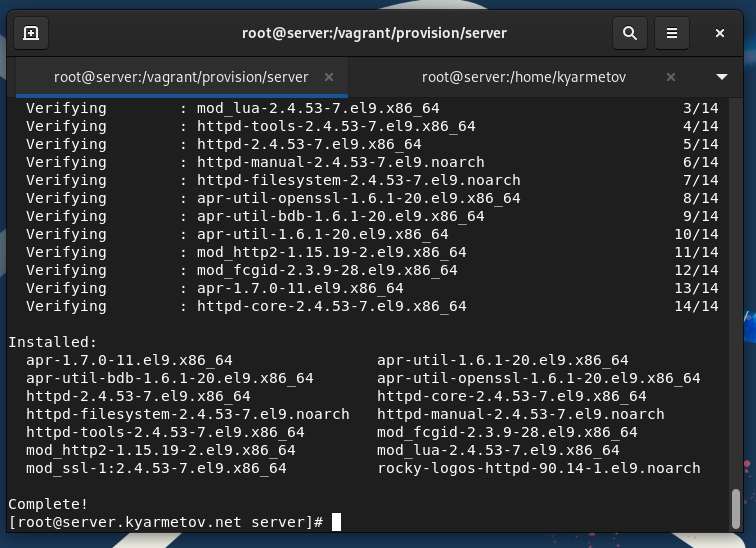 root@server:/vagrant/provision/server
root@server:/vagrant/provision/server × root@server:/home/kyarmetov ×
Verifying : mod_lua-2.4.53-7.el9.x86_64 3/14
Verifying : httpd-tools-2.4.53-7.el9.x86_64 4/14
Verifying : httpd-2.4.53-7.el9.x86_64 5/14
Verifying : httpd-manual-2.4.53-7.el9.noarch 6/14
Verifying : httpd-filesystem-2.4.53-7.el9.noarch 7/14
Verifying : apr-util-openssl-1.6.1-20.el9.x86_64 8/14
Verifying : apr-util-bdb-1.6.1-20.el9.x86_64 9/14
Verifying : apr-util-1.6.1-20.el9.x86_64 10/14
Verifying : mod_http2-1.15.19-2.el9.x86_64 11/14
Verifying : mod_fcgid-2.3.9-28.el9.x86_64 12/14
Verifying : apr-1.7.0-11.el9.x86_64 13/14
Verifying : httpd-core-2.4.53-7.el9.x86_64 14/14
Installed:
apr-1.7.0-11.el9.x86_64 apr-util-1.6.1-20.el9.x86_64
apr-util-bdb-1.6.1-20.el9.x86_64 apr-util-openssl-1.6.1-20.el9.x86_64
httpd-2.4.53-7.el9.x86_64 httpd-core-2.4.53-7.el9.x86_64
httpd-filesystem-2.4.53-7.el9.noarch httpd-manual-2.4.53-7.el9.noarch
httpd-tools-2.4.53-7.el9.x86_64 mod_fcgid-2.3.9-28.el9.x86_64
mod_http2-1.15.19-2.el9.x86_64 mod_lua-2.4.53-7.el9.x86_64
mod_ssl-1:2.4.53-7.el9.x86_64 rocky-logos-httpd-90.14-1.el9.noarch
Complete!
[root@server.kyarmetov.net server]#